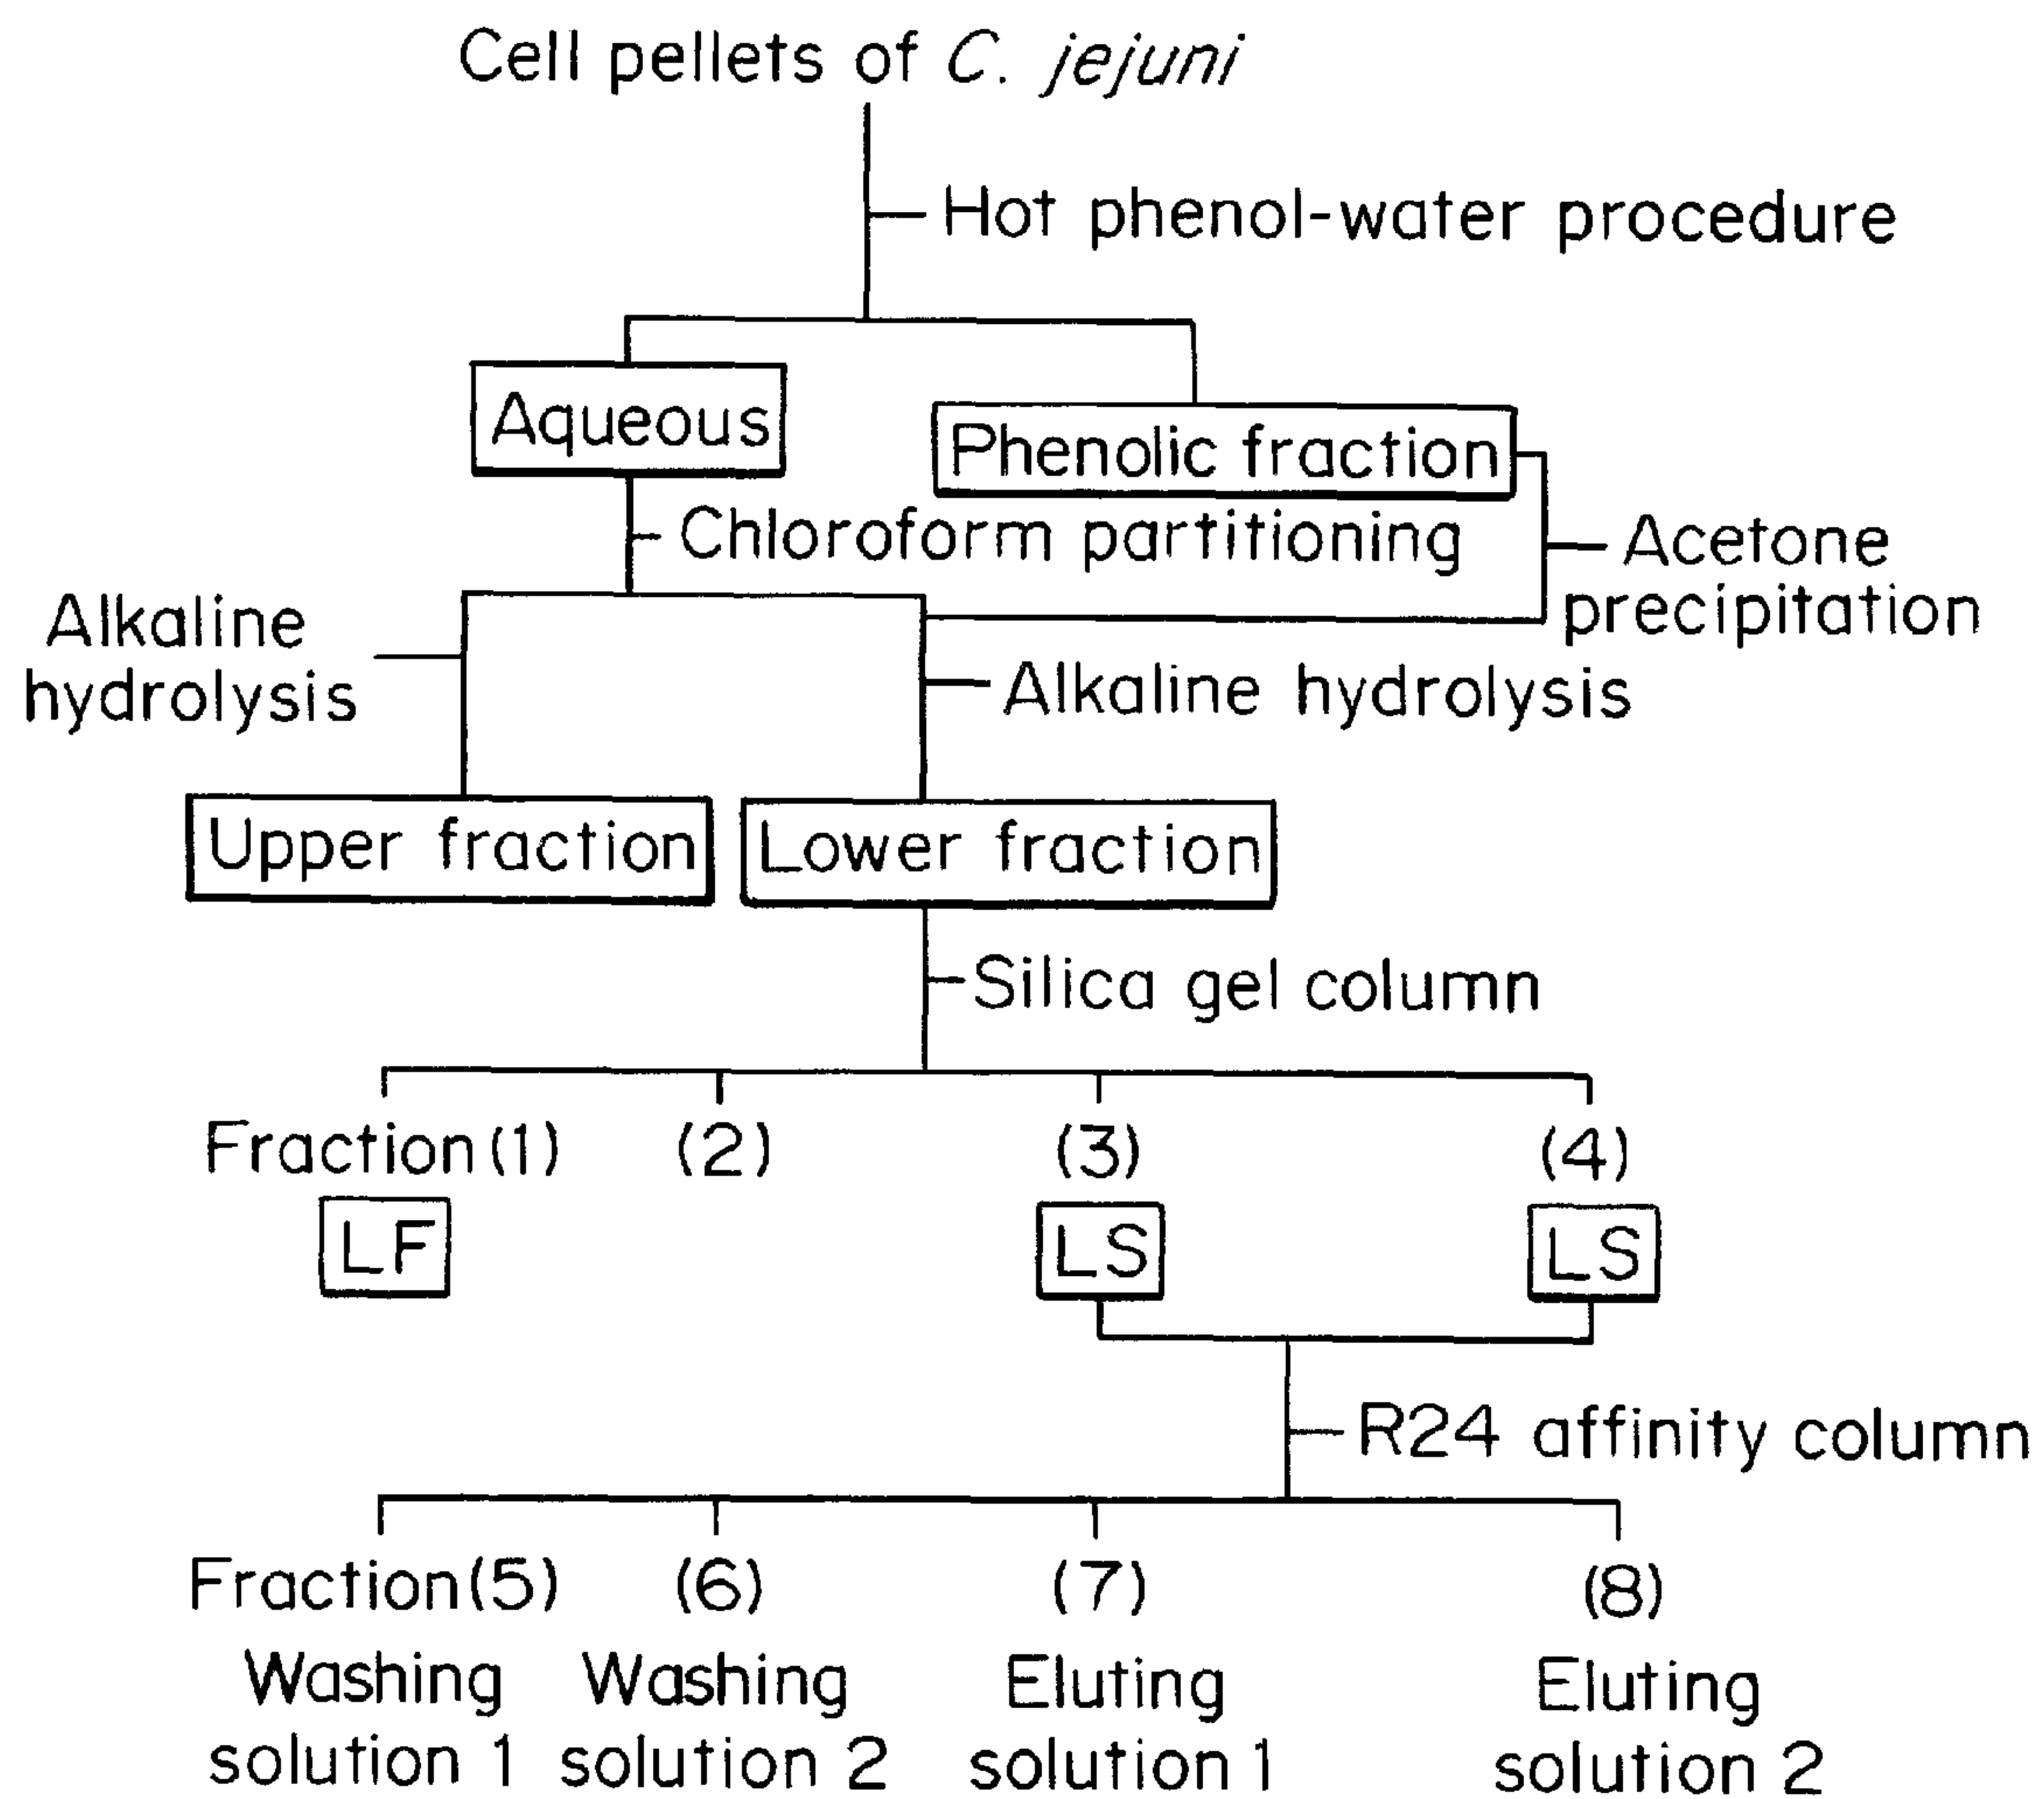 Cell pellets of C. jejuni
Hot phenol-water procedure
Aqueous
Phenolic fraction
Chloroform partitioning
Acetone
precipitation
Alkaline
hydrolysis
Alkaline hydrolysis
Upper fraction
Lower fraction
Silica gel column
Fraction (1) (2) (3) (4)
LF LS LS
R24 affinity column
Fraction (5) (6) (7) (8)
Washing Washing Eluting Eluting
solution 1 solution 2 solution 1 solution 2